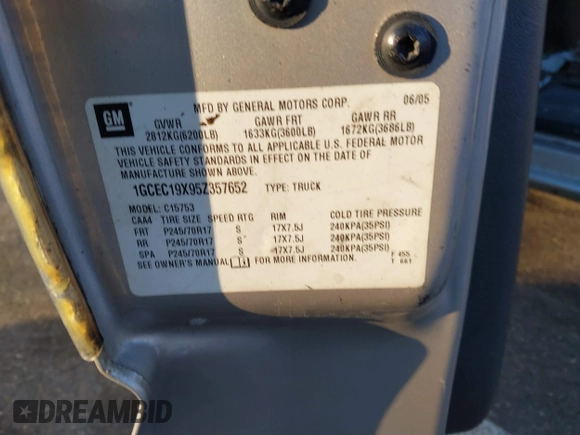 GM
MFD BY GENERAL MOTORS CORP. 06/05
GVWR GAWR FRT GAWR RR
2812KG(6200LB) 1633KG(3600LB) 1672KG(3686LB)
THIS VEHICLE CONFORMS TO ALL APPLICABLE U.S. FEDERAL MOTOR
VEHICLE SAFETY STANDARDS IN EFFECT ON THE DATE OF
MANUFACTURE SHOWN ABOVE.
1GCEC19X95Z357652 TYPE: TRUCK
MODEL: C15753
CAA4 TIRE SIZE SPEED RTG RIM COLD TIRE PRESSURE
FRT P245/70R17 S 17X7.5J 240KPA(35PSI)
RR P245/70R17 S 17X7.5J 240KPA(35PSI)
SPA P245/70R17 S 17X7.5J 240KPA(35PSI)
SEE OWNER'S MANUAL FOR MORE INFORMATION. F 455
T 661
DREAMBID